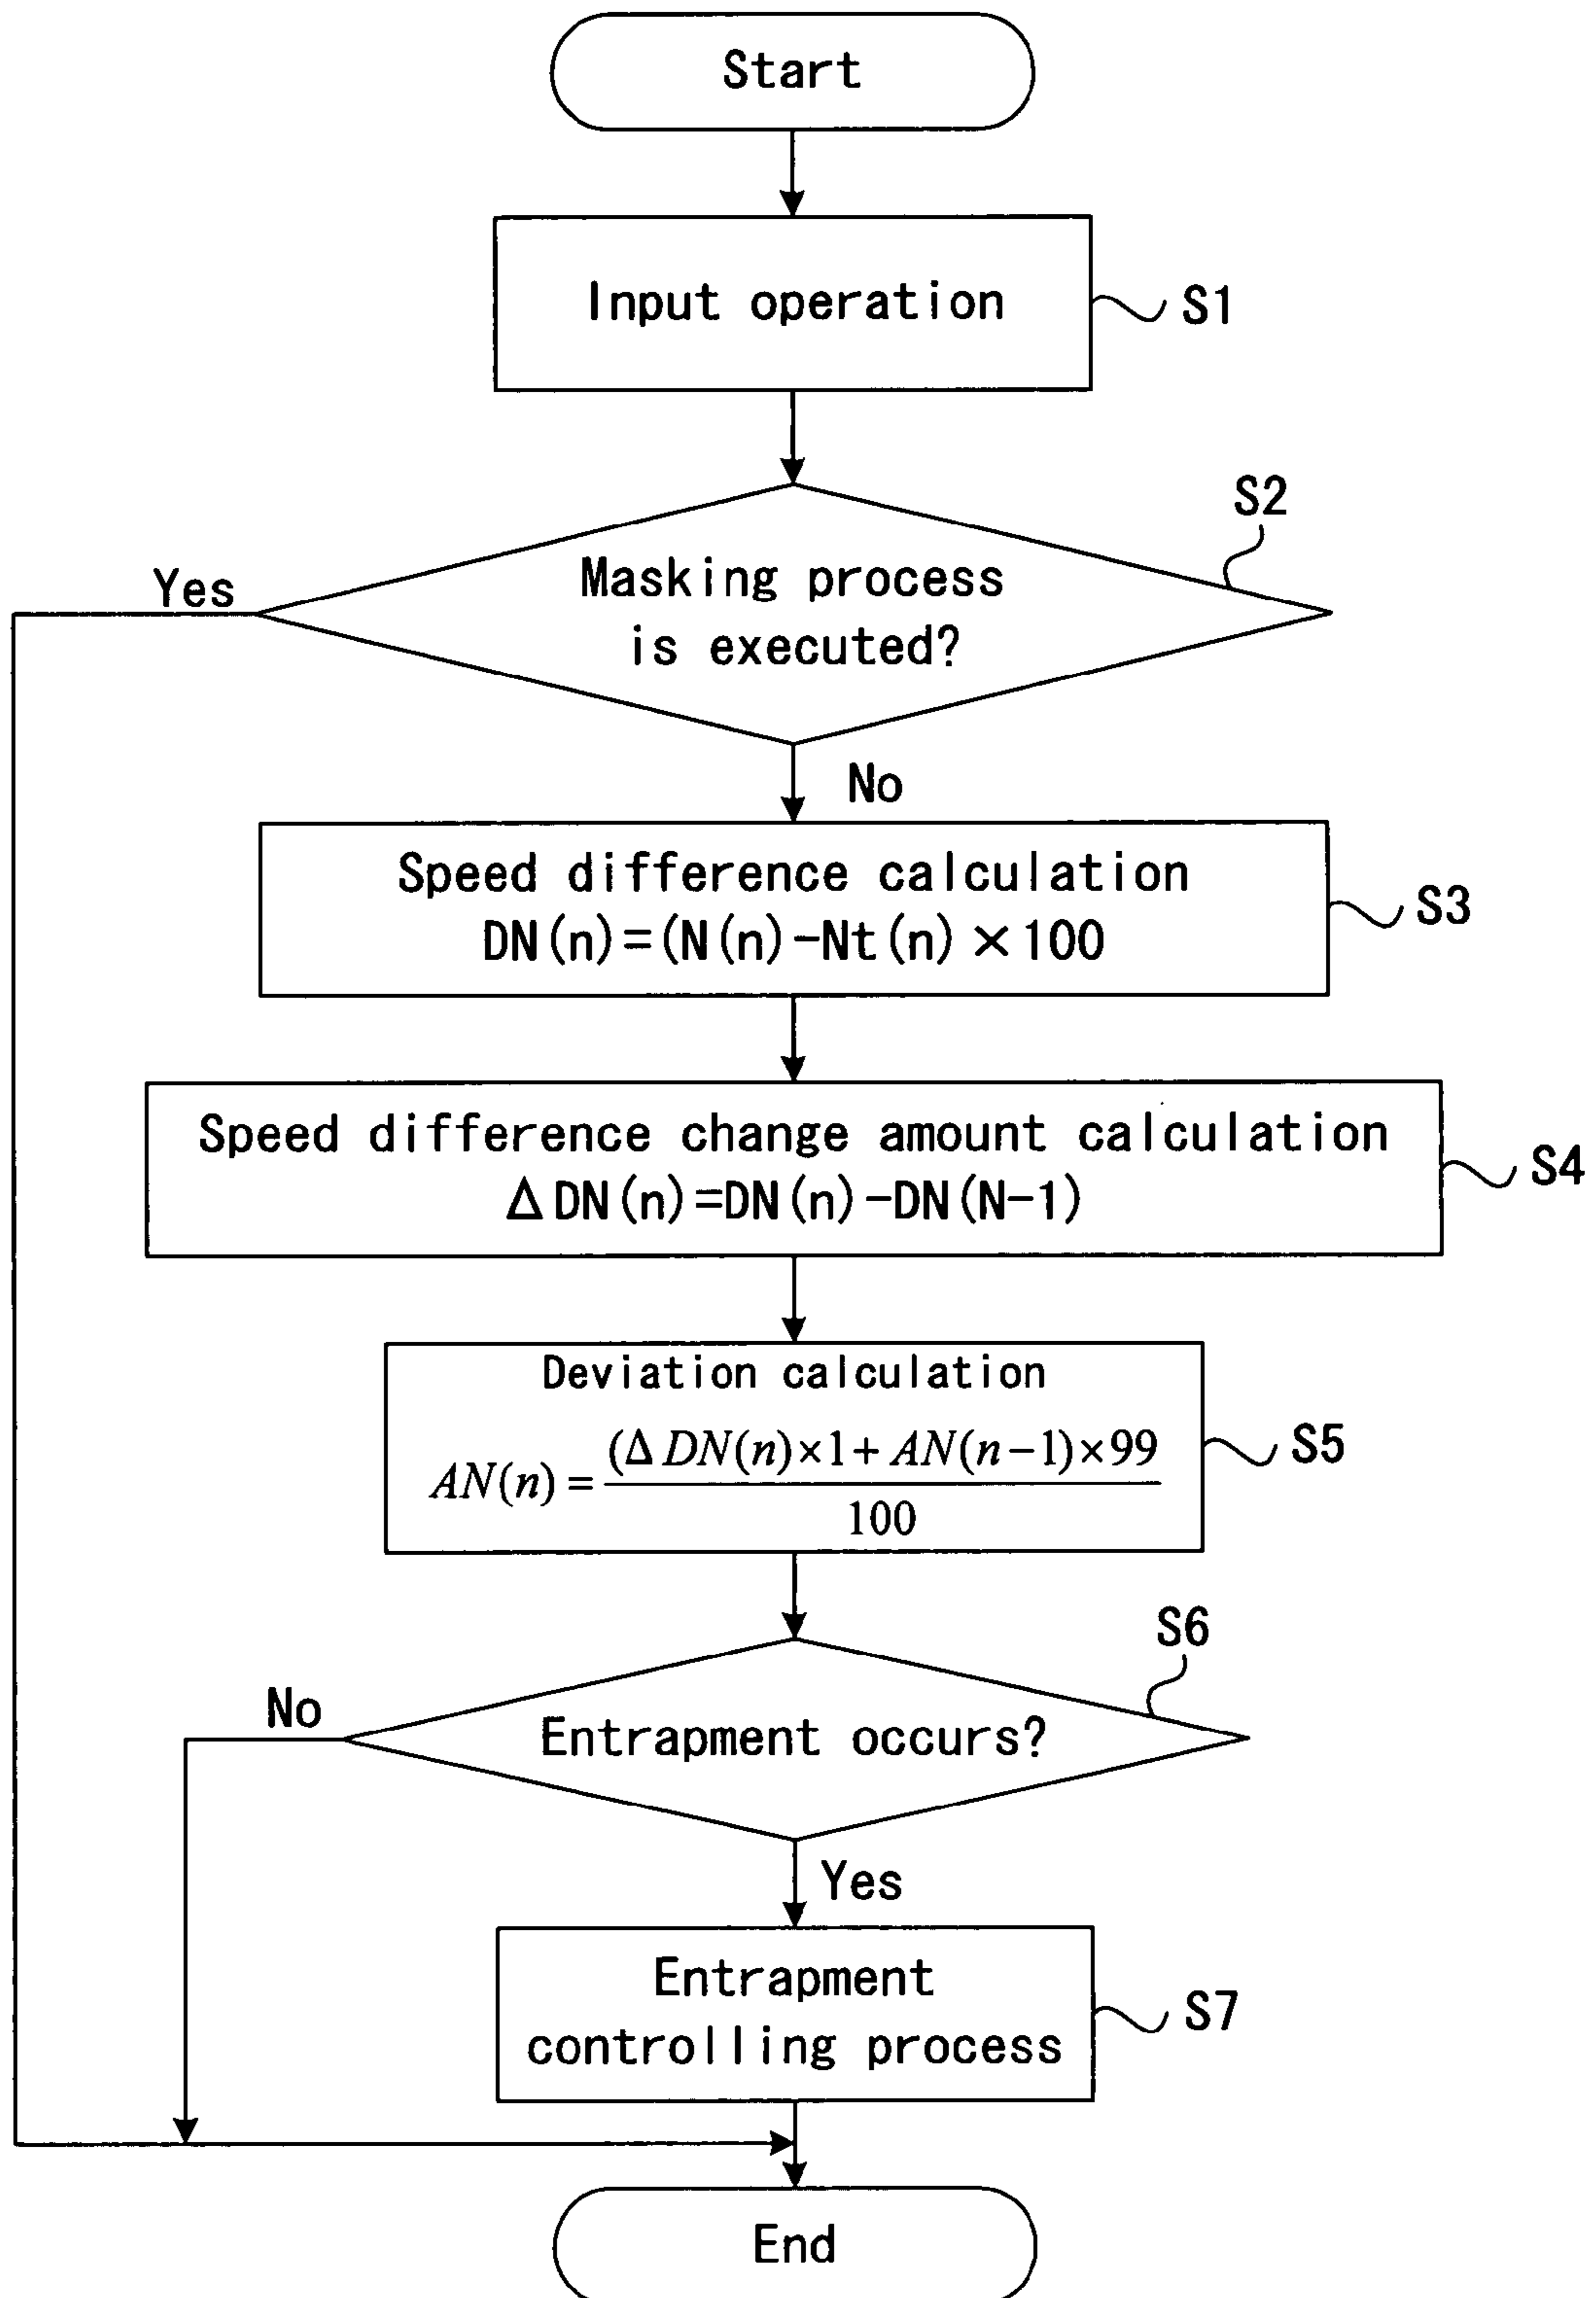 Start
Input operation
S1
S2
Yes
Masking process
is executed?
No
Speed difference calculation
DN(n)=(N(n)-Nt(n)×100
S3
Speed difference change amount calculation
ΔDN(n)=DN(n)-DN(N-1)
S4
Deviation calculation
AN(n) = (Δ DN(n)×1+ AN(n-1)×99
100
S5
S6
No
Entrapment occurs?
Yes
Entrapment
controlling process
S7
End